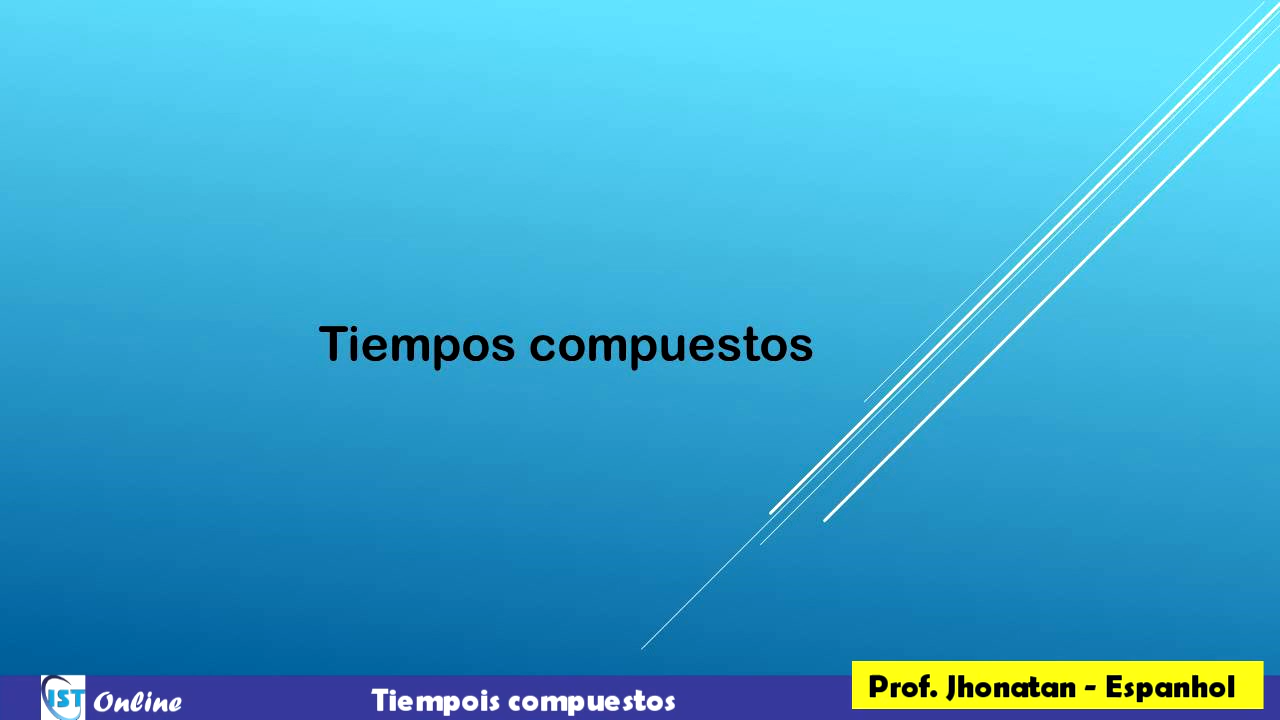 Tiempos compuestos
IST Online
Tiempois compuestos
Prof. Jhonatan - Espanhol